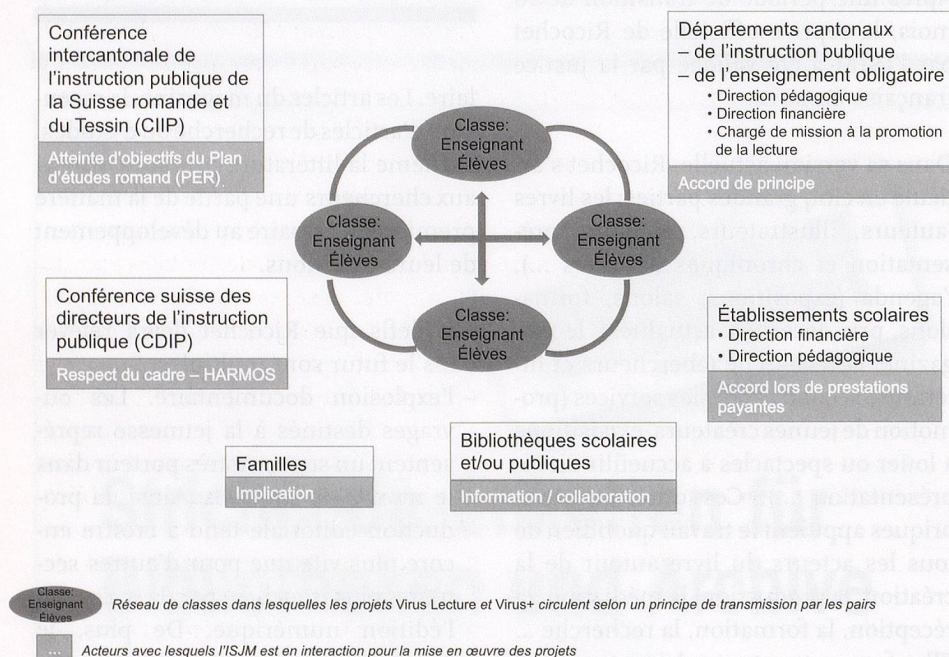 Conférence
intercantonale de
l'instruction publique de
la Suisse romande et
du Tessin (CIIP)
Atteinte d'objectifs du Plan
d'études romand (PER)
Départements cantonaux
– de l'instruction publique
– de l'enseignement obligatoire
• Direction pédagogique
• Direction financière
• Chargé de mission à la promotion
de la lecture
Accord de principe
Classe:
Enseignant
Élèves
Classe:
Enseignant
Élèves
Classe:
Enseignant
Élèves
Classe:
Enseignant
Élèves
Conférence suisse des
directeurs de l'instruction
publique (CDIP)
Respect du cadre – HARMOS
Établissements scolaires
• Direction financière
• Direction pédagogique
Accord lors de prestations
payantes
Familles
Implication
Bibliothèques scolaires
et/ou publiques
Information / collaboration
Classe:
Enseignant
Élèves
Réseau de classes dans lesquelles les projets Virus Lecture et Virus+ circulent selon un principe de transmission par les pairs
...
Acteurs avec lesquels l'ISJM est en interaction pour la mise en œuvre des projets